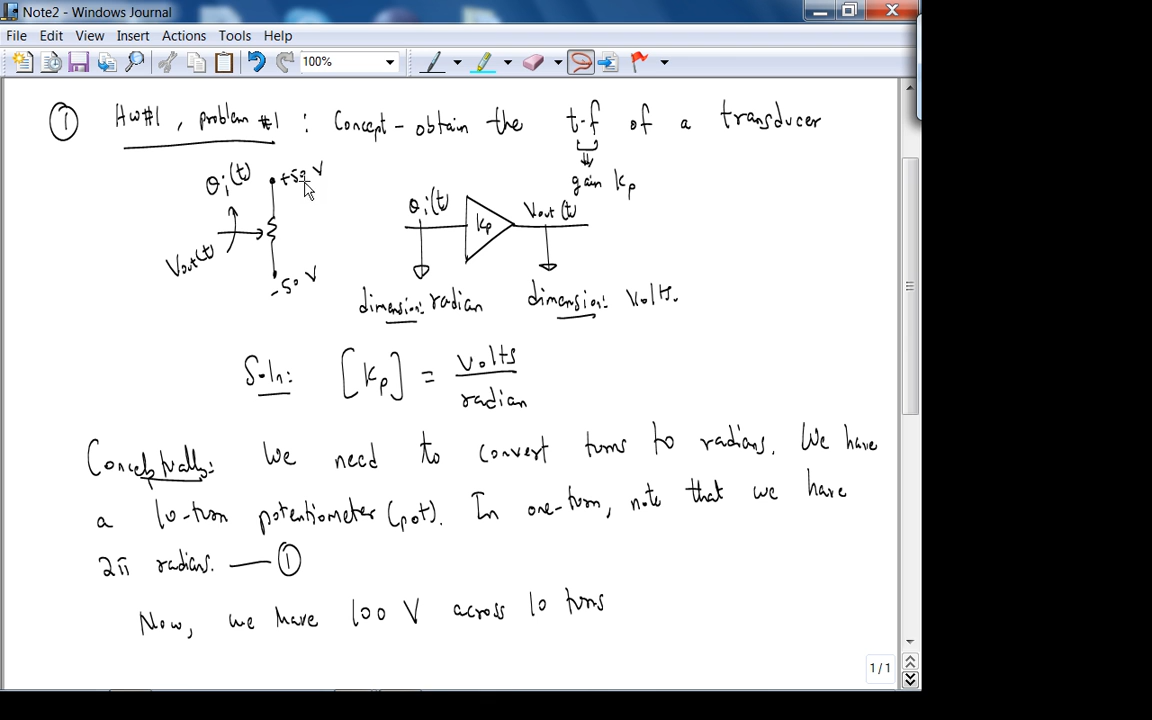 Note2 - Windows Journal
File Edit View Insert Actions Tools Help
100%
① HW#1, problem #1 : Concept - obtain the t.f of a transducer
gain Kp
θi(t)
+50 V
Vout(t)
-50 V
θi(t) Kp Vout(t)
dimension: radian dimension: Volts.
Soln: [Kp] = Volts / radian
Conceptually: We need to convert turns to radians. We have
a 10-turn potentiometer (pot). In one-turn, note that we have
2π radians. — ①
Now, we have 100 V across 10 turns
1/1